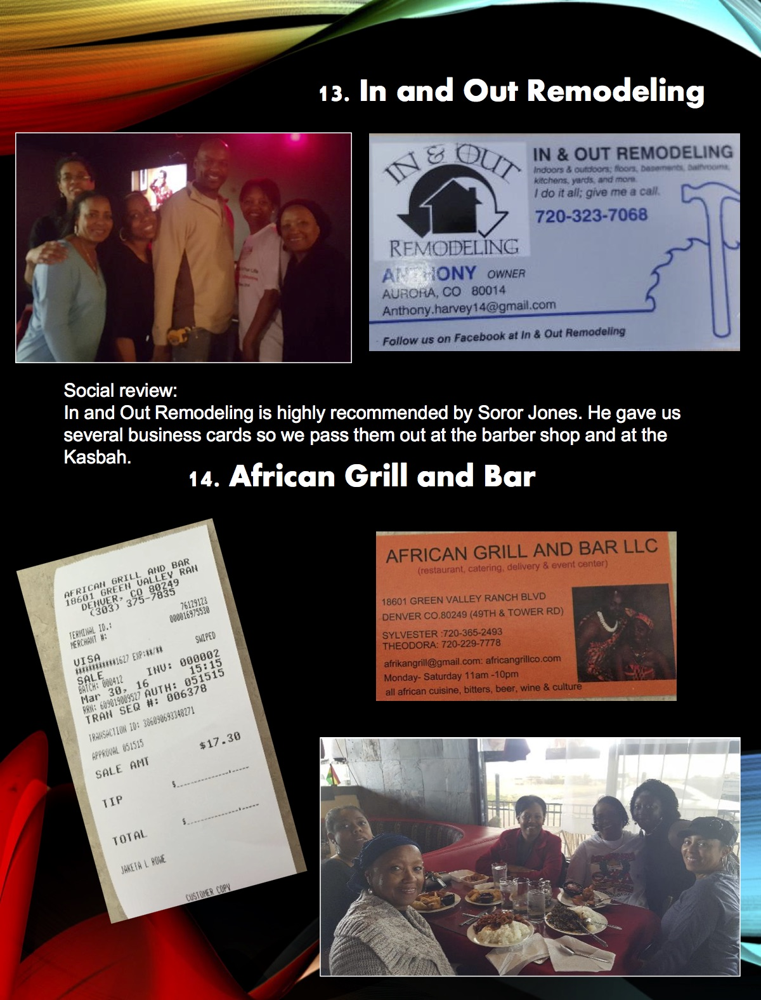 13. In and Out Remodeling
IN & OUT
REMODELING
IN & OUT REMODELING
Indoors & outdoors; floors, basements, bathrooms,
kitchens, yards, and more.
I do it all; give me a call.
720-323-7068
ANTHONY OWNER
AURORA, CO 80014
Anthony.harvey14@gmail.com
Follow us on Facebook at In & Out Remodeling
Social review:
In and Out Remodeling is highly recommended by Soror Jones. He gave us
several business cards so we pass them out at the barber shop and at the
Kasbah.
14. African Grill and Bar
AFRICAN GRILL AND BAR
18601 GREEN VALLEY RAN
DENVER, CO 80249
(303) 375-7835
TERMINAL ID.: 76129123
MERCHANT #: 000016975530
VISA
************1627 EXP:**/** SWIPED
SALE
BATCH: 000412 INV: 000002
Mar 30, 16 15:15
RRN: 609019009527 AUTH: 051515
TRAN SEQ #: 006378
TRANSACTION ID: 386090693348271
APPROVAL 051515
SALE AMT $17.30
TIP $
TOTAL $
JAKETA L ROWE
CUSTOMER COPY
AFRICAN GRILL AND BAR LLC
(restaurant, catering, delivery & event center)
18601 GREEN VALLEY RANCH BLVD
DENVER CO.80249 (49TH & TOWER RD)
SYLVESTER :720-365-2493
THEODORA: 720-229-7778
afrikangrill@gmail.com: africangrillco.com
Monday- Saturday 11am -10pm
all african cuisine, bitters, beer, wine & culture